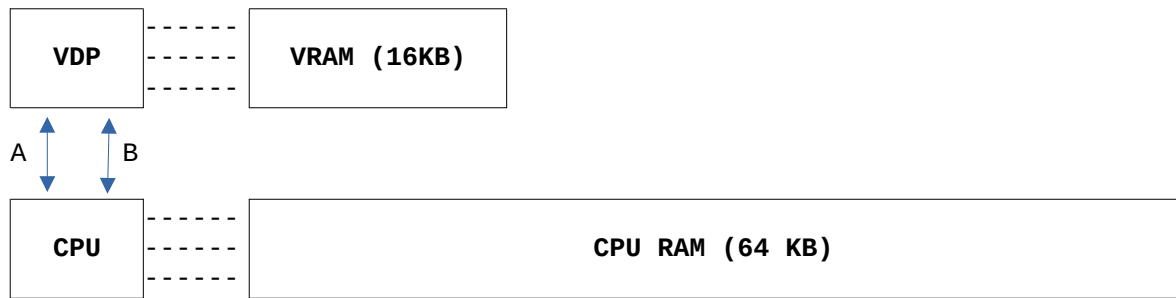 VDP
VRAM (16KB)
A
B
CPU
CPU RAM (64 KB)